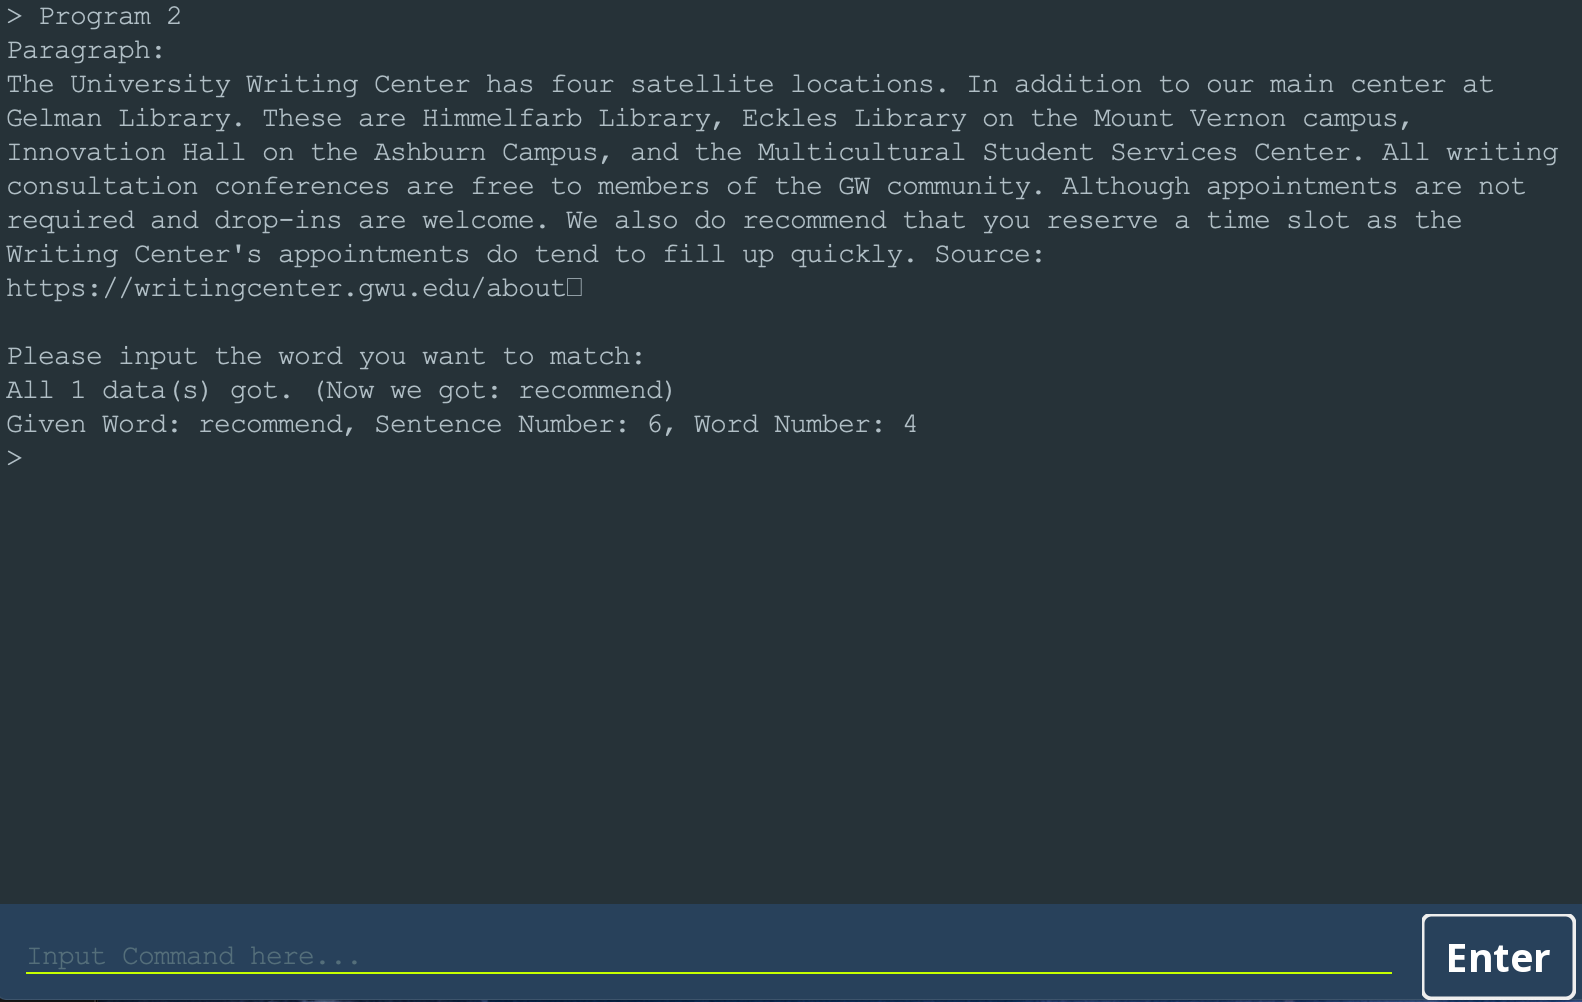 > Program 2
Paragraph:
The University Writing Center has four satellite locations. In addition to our main center at
Gelman Library. These are Himmelfarb Library, Eckles Library on the Mount Vernon campus,
Innovation Hall on the Ashburn Campus, and the Multicultural Student Services Center. All writing
consultation conferences are free to members of the GW community. Although appointments are not
required and drop-ins are welcome. We also do recommend that you reserve a time slot as the
Writing Center's appointments do tend to fill up quickly. Source:
https://writingcenter.gwu.edu/about□
Please input the word you want to match:
All 1 data(s) got. (Now we got: recommend)
Given Word: recommend, Sentence Number: 6, Word Number: 4
>
Input Command here...
Enter